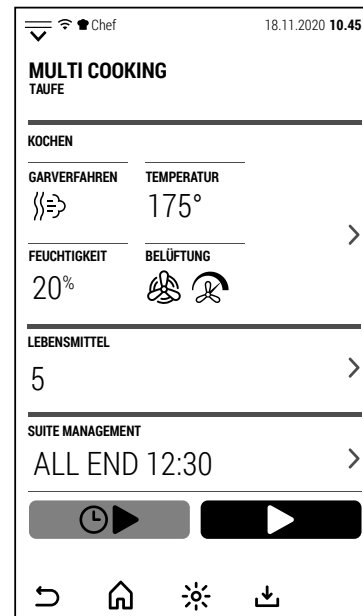 Chef 18.11.2020 10.45
MULTI COOKING
TAUFE
KOCHEN
GARVERFAHREN TEMPERATUR
175°
FEUCHTIGKEIT BELÜFTUNG
20%
LEBENSMITTEL
5
SUITE MANAGEMENT
ALL END 12:30